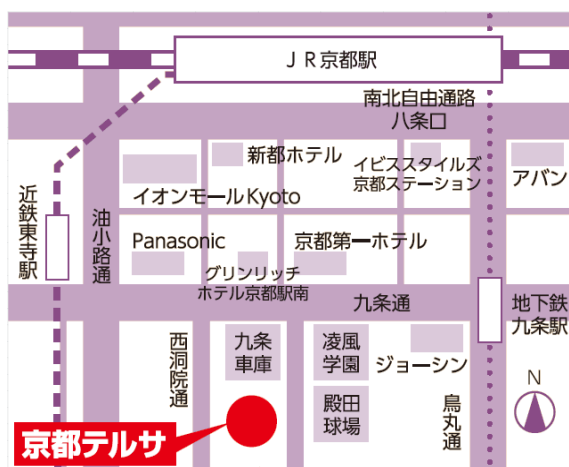 JR京都駅
南北自由通路
八条口
新都ホテル
イビススタイルズ
京都ステーション
アバン
イオンモールKyoto
近鉄東寺駅
油小路通
Panasonic
京都第一ホテル
グリンリッチ
ホテル京都駅南
九条通
地下鉄
九条駅
西洞院通
九条
車庫
凌風
学園
ジョーシン
烏丸通
殿田
球場
N
京都テルサ